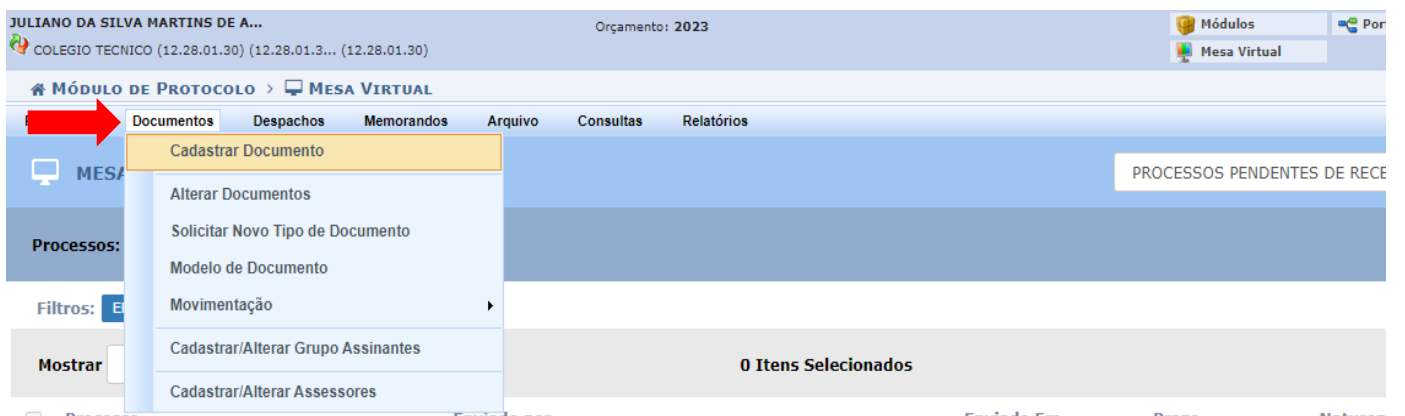 JULIANO DA SILVA MARTINS DE A...
Orçamento: 2023
Módulos
COLEGIO TECNICO (12.28.01.30) (12.28.01.3... (12.28.01.30)
Mesa Virtual
MÓDULO DE PROTOCOLO > MESA VIRTUAL
Documentos Despachos Memorandos Arquivo Consultas Relatórios
Cadastrar Documento
MESA
PROCESSOS PENDENTES DE RECE
Alterar Documentos
Solicitar Novo Tipo de Documento
Processos:
Modelo de Documento
Movimentação
Filtros:
Cadastrar/Alterar Grupo Assinantes
Mostrar
0 Itens Selecionados
Cadastrar/Alterar Assessores